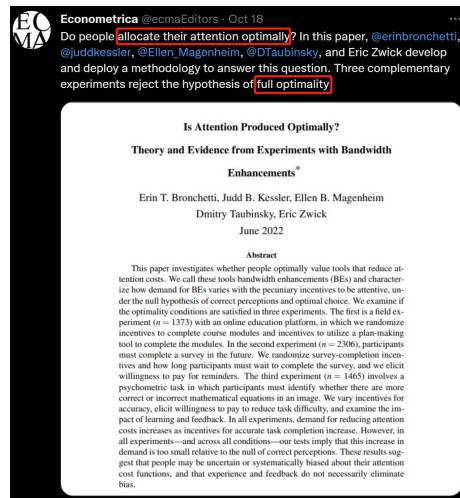 EC
MA
Econometrica @ecmaEditors · Oct 18
Do people allocate their attention optimally? In this paper, @erinbronchetti,
@juddkessler, @Ellen_Magenheim, @DTaubinsky, and Eric Zwick develop
and deploy a methodology to answer this question. Three complementary
experiments reject the hypothesis of full optimality
Is Attention Produced Optimally?
Theory and Evidence from Experiments with Bandwidth
Enhancements*
Erin T. Bronchetti, Judd B. Kessler, Ellen B. Magenheim
Dmitry Taubinsky, Eric Zwick
June 2022
Abstract
This paper investigates whether people optimally value tools that reduce at-
tention costs. We call these tools bandwidth enhancements (BEs) and character-
ize how demand for BEs varies with the pecuniary incentives to be attentive, un-
der the null hypothesis of correct perceptions and optimal choice. We examine if
the optimality conditions are satisfied in three experiments. The first is a field ex-
periment (n = 1373) with an online education platform, in which we randomize
incentives to complete course modules and incentives to utilize a plan-making
tool to complete the modules. In the second experiment (n = 2306), participants
must complete a survey in the future. We randomize survey-completion incen-
tives and how long participants must wait to complete the survey, and we elicit
willingness to pay for reminders. The third experiment (n = 1465) involves a
psychometric task in which participants must identify whether there are more
correct or incorrect mathematical equations in an image. We vary incentives for
accuracy, elicit willingness to pay to reduce task difficulty, and examine the im-
pact of learning and feedback. In all experiments, demand for reducing attention
costs increases as incentives for accurate task completion increase. However, in
all experiments—and across all conditions—our tests imply that this increase in
demand is too small relative to the null of correct perceptions. These results sug-
gest that people may be uncertain or systematically biased about their attention
cost functions, and that experience and feedback do not necessarily eliminate
bias.